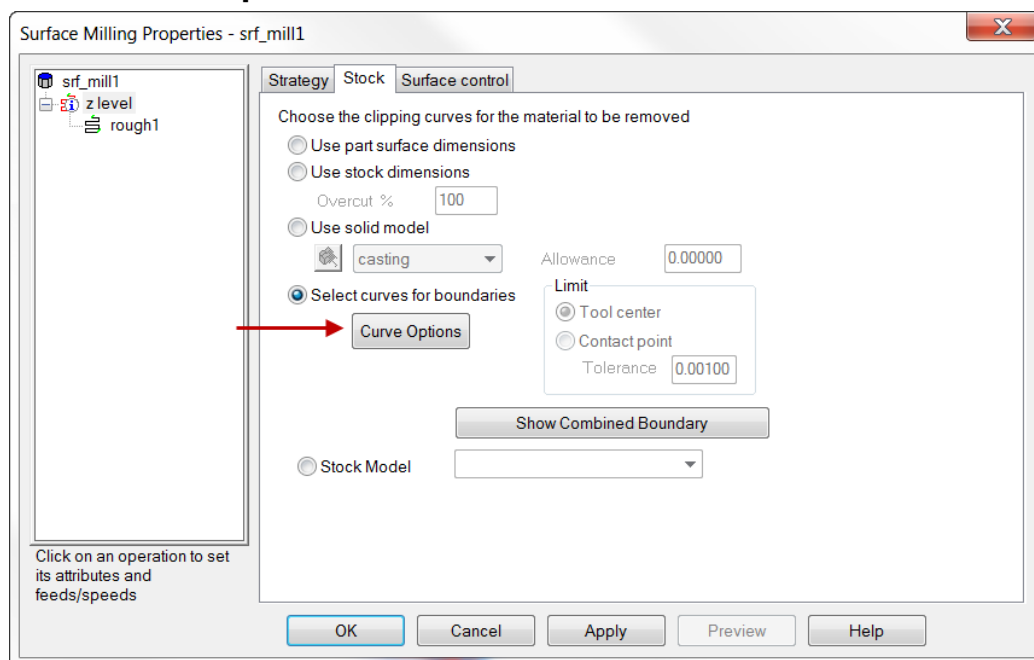 Surface Milling Properties - srf_mill1
X
srf_mill1
z level
rough1
Strategy Stock Surface control
Choose the clipping curves for the material to be removed
Use part surface dimensions
Use stock dimensions
Overcut % 100
Use solid model
casting Allowance 0.00000
Select curves for boundaries Limit
Tool center
Curve Options
Contact point
Tolerance 0.00100
Show Combined Boundary
Stock Model
Click on an operation to set
its attributes and
feeds/speeds
OK Cancel Apply Preview Help